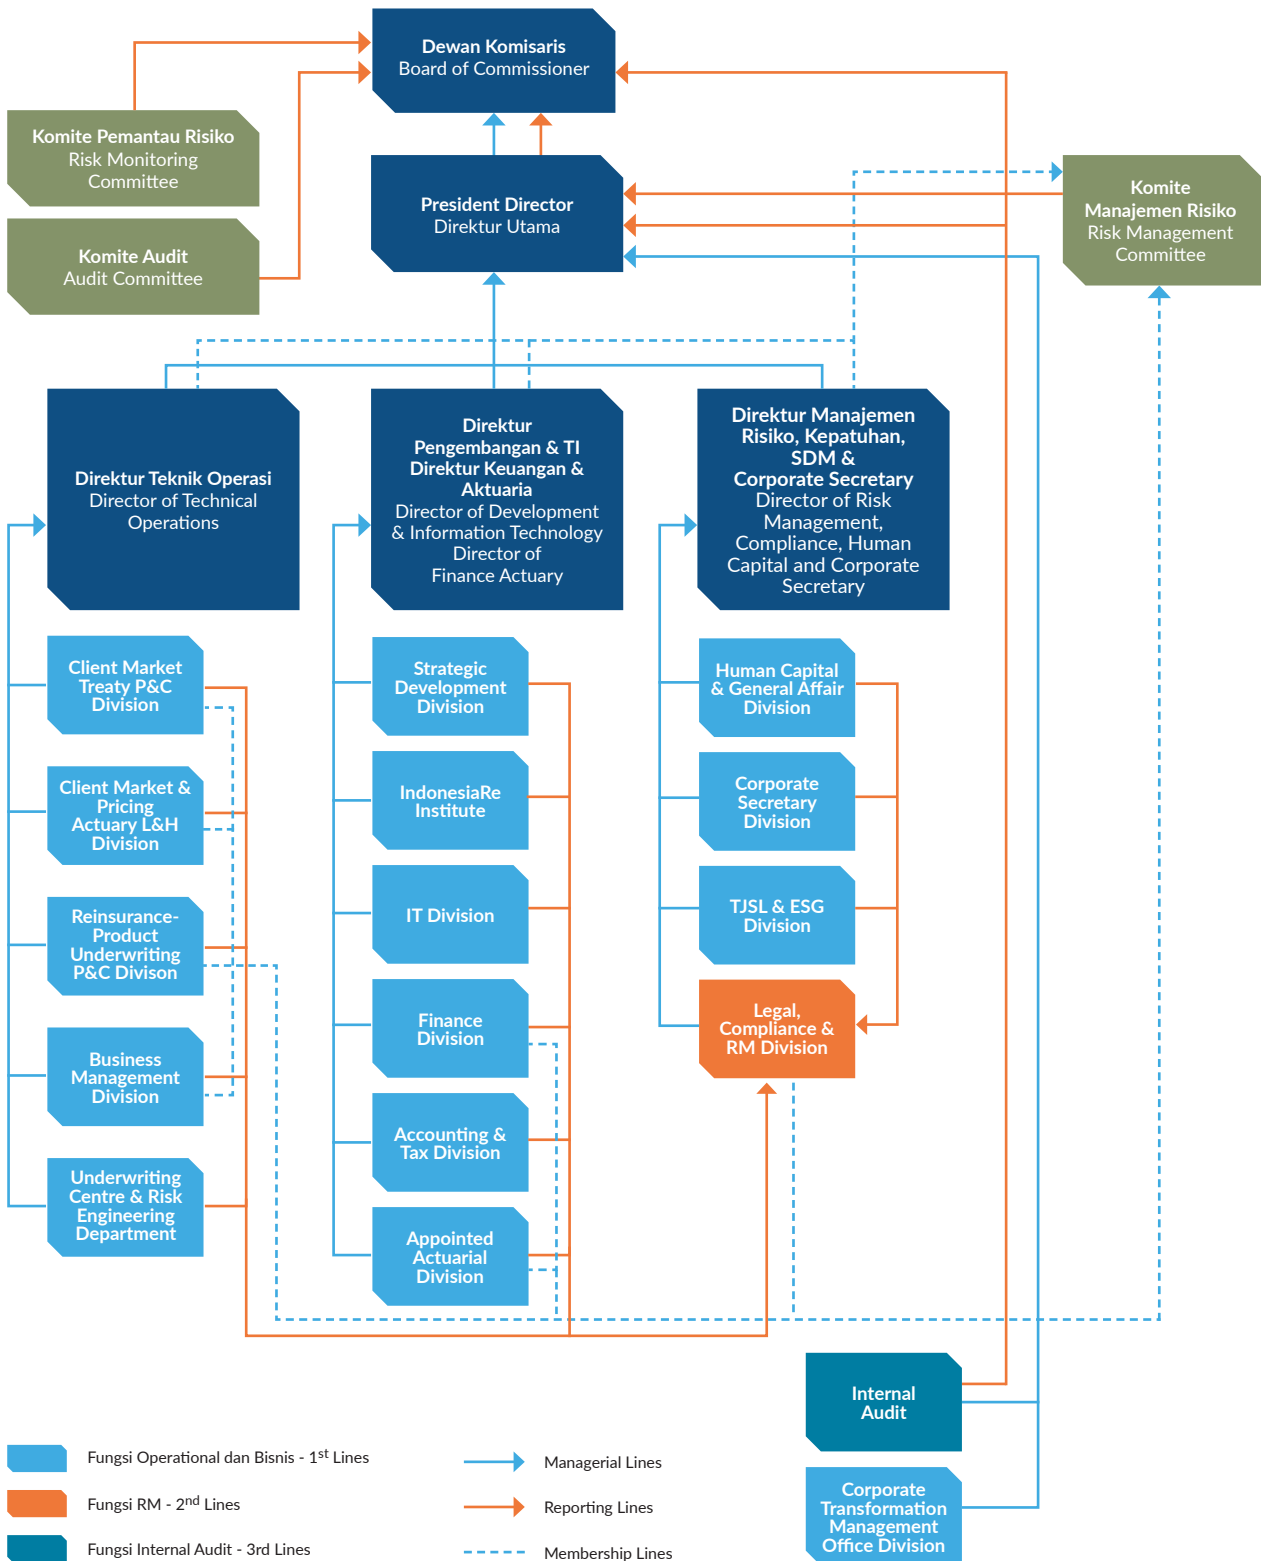 Dewan Komisaris
Board of Commissioner
Komite Pemantau Risiko
Risk Monitoring
Committee
President Director
Direktur Utama
Komite
Manajemen Risiko
Risk Management
Committee
Komite Audit
Audit Committee
Direktur Teknik Operasi
Director of Technical
Operations
Direktur
Pengembangan & TI
Direktur Keuangan &
Aktuaria
Director of Development
& Information Technology
Director of
Finance Actuary
Direktur Manajemen
Risiko, Kepatuhan,
SDM &
Corporate Secretary
Director of Risk
Management,
Compliance, Human
Capital and Corporate
Secretary
Client Market
Treaty P&C
Division
Client Market &
Pricing
Actuary L&H
Division
Reinsurance-
Product
Underwriting
P&C Divison
Business
Management
Division
Underwriting
Centre & Risk
Engineering
Department
Strategic
Development
Division
IndonesiaRe
Institute
IT Division
Finance
Division
Accounting &
Tax Division
Appointed
Actuarial
Division
Human Capital
& General Affair
Division
Corporate
Secretary
Division
TJSL & ESG
Division
Legal,
Compliance &
RM Division
Internal
Audit
Corporate
Transformation
Management
Office Division
Fungsi Operational dan Bisnis - 1st Lines
Fungsi RM - 2nd Lines
Fungsi Internal Audit - 3rd Lines
Managerial Lines
Reporting Lines
Membership Lines